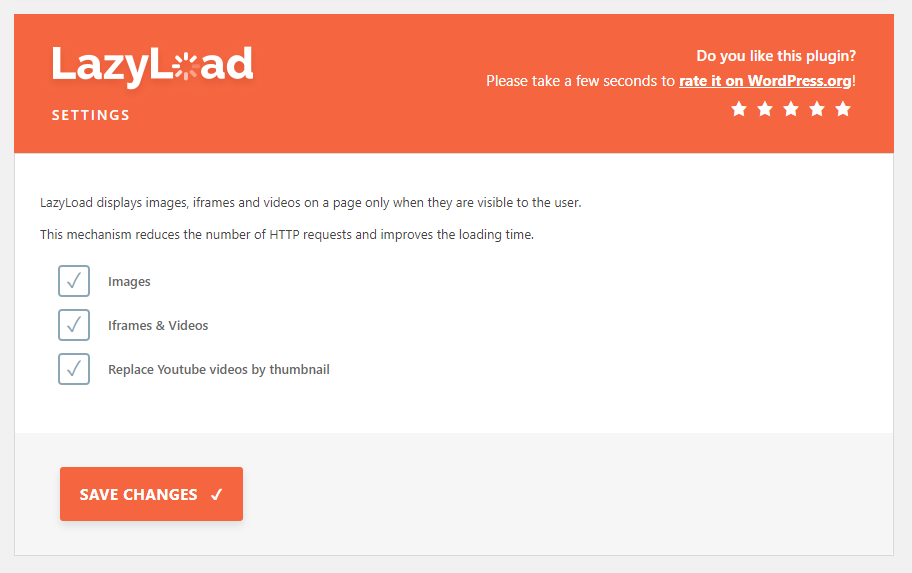 LazyLoad
SETTINGS
Do you like this plugin?
Please take a few seconds to rate it on WordPress.org!
LazyLoad displays images, iframes and videos on a page only when they are visible to the user.
This mechanism reduces the number of HTTP requests and improves the loading time.
Images
Iframes & Videos
Replace Youtube videos by thumbnail
SAVE CHANGES